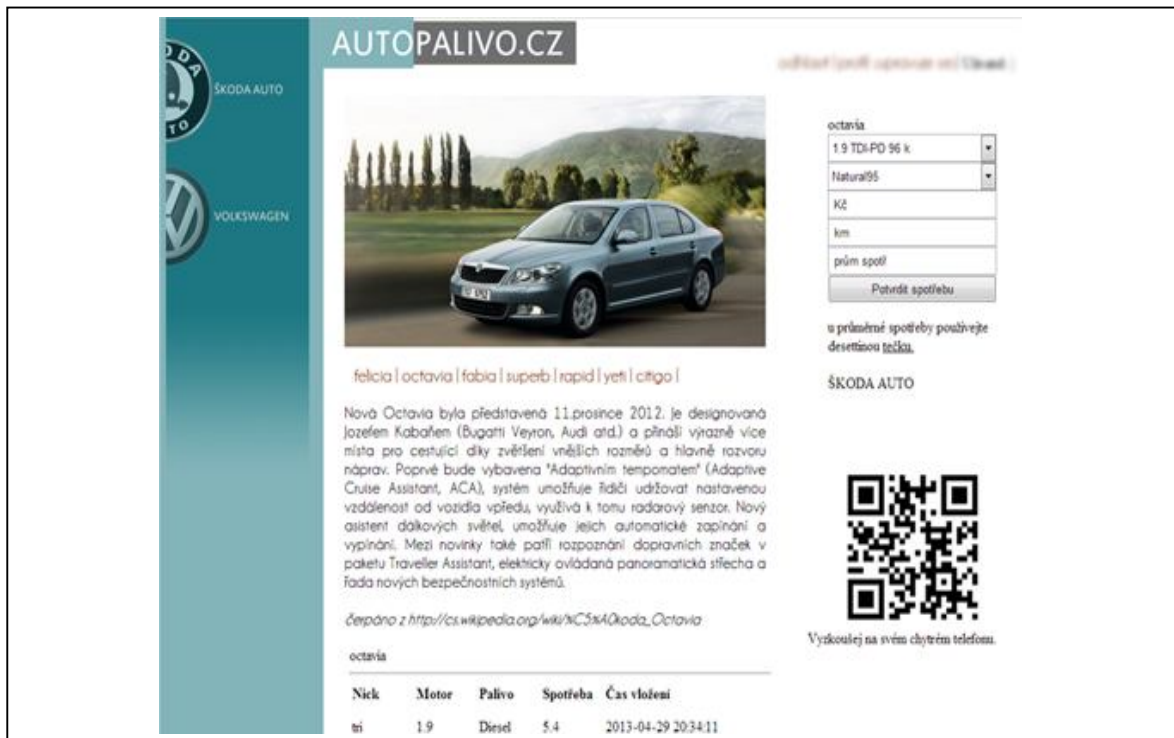 AUTOPALIVO.CZ
ŠKODA AUTO
VOLKSWAGEN
octavia
1.9 TDI-PD 96 k
Natural95
Kč
km
prům spotř
Potvrdit spotřebu
u průměrné spotřeby používejte
desetinou tečku.
ŠKODA AUTO
felicia | octavia | fabia | superb | rapid | yeti | citigo |
Nová Octavia byla představená 11.prosince 2012. Je designovaná
Jozefem Kabaňem (Bugatti Veyron, Audi atd.) a přináší výrazně více
místa pro cestující díky zvětšení vnějších rozměrů a hlavně rozvoru
náprav. Poprvé bude vybavena "Adaptivním tempomatem" (Adaptive
Cruise Assistant, ACA), systém umožňuje řidiči udržovat nastavenou
vzdálenost od vozidla vpředu, využívá k tomu radarový senzor. Nový
asistent dálkových světel, umožňuje jejich automatické zapínání a
vypínání. Mezi novinky také patří rozpoznání dopravních značek v
paketu Traveller Assistant, elektricky ovládaná panoramatická střecha a
řada nových bezpečnostních systémů.
čerpáno z http://cs.wikipedia.org/wiki/%C5%A0koda_Octavia
Vyzkoušej na svém chytrém telefonu.
octavia
Nick Motor Palivo Spotřeba Čas vložení
tri 1.9 Diesel 5.4 2013-04-29 20:34:11